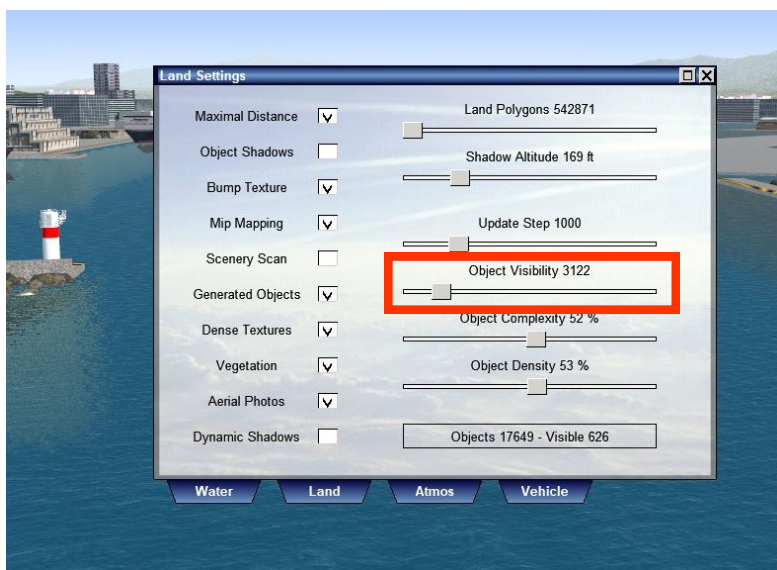 Land Settings
Maximal Distance
Object Shadows
Bump Texture
Mip Mapping
Scenery Scan
Generated Objects
Dense Textures
Vegetation
Aerial Photos
Dynamic Shadows
Land Polygons 542871
Shadow Altitude 169 ft
Update Step 1000
Object Visibility 3122
Object Complexity 52 %
Object Density 53 %
Objects 17649 - Visible 626
Water Land Atmos Vehicle